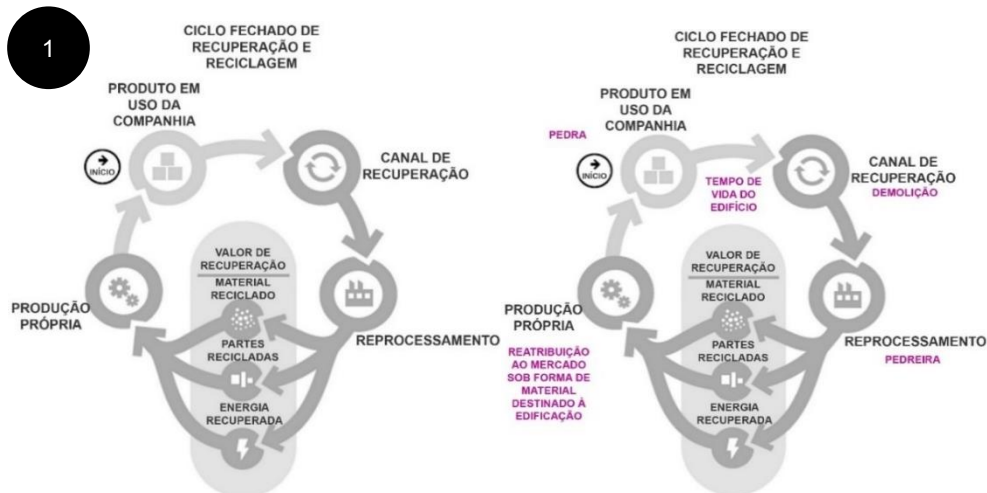 1
CICLO FECHADO DE
RECUPERAÇÃO E
RECICLAGEM
PRODUTO EM
USO DA
COMPANHIA
INÍCIO
CANAL DE
RECUPERAÇÃO
VALOR DE
RECUPERAÇÃO
MATERIAL
RECICLADO
PRODUÇÃO
PRÓPRIA
REPROCESSAMENTO
PARTES
RECICLADAS
ENERGIA
RECUPERADA
CICLO FECHADO DE
RECUPERAÇÃO E
RECICLAGEM
PRODUTO EM
USO DA
COMPANHIA
PEDRA
INÍCIO
TEMPO DE
VIDA DO
EDIFÍCIO
CANAL DE
RECUPERAÇÃO
DEMOLIÇÃO
VALOR DE
RECUPERAÇÃO
MATERIAL
RECICLADO
PRODUÇÃO
PRÓPRIA
REATRIBUIÇÃO
AO MERCADO
SOB FORMA DE
MATERIAL
DESTINADO À
EDIFICAÇÃO
REPROCESSAMENTO
PEDREIRA
PARTES
RECICLADAS
ENERGIA
RECUPERADA